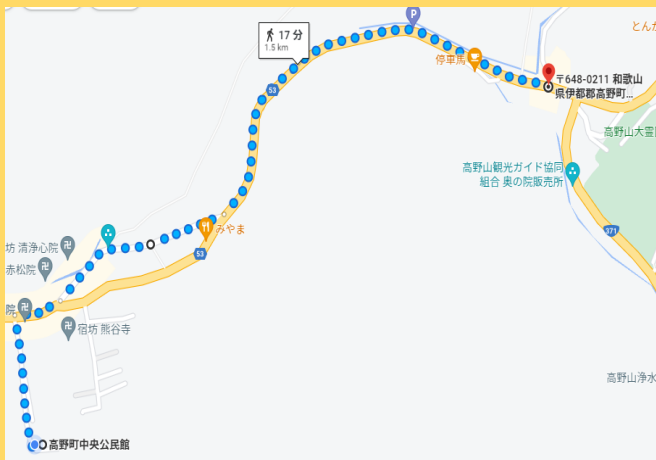 P
とんか
17 分
1.5 km
停車馬
〒648-0211 和歌山
県伊都郡高野町...
53
高野山大霊
高野山観光ガイド協同
組合 奥の院販売所
みやま
371
坊 清浄心院
53
赤松院
院
宿坊 熊谷寺
高野山浄水
高野町中央公民館